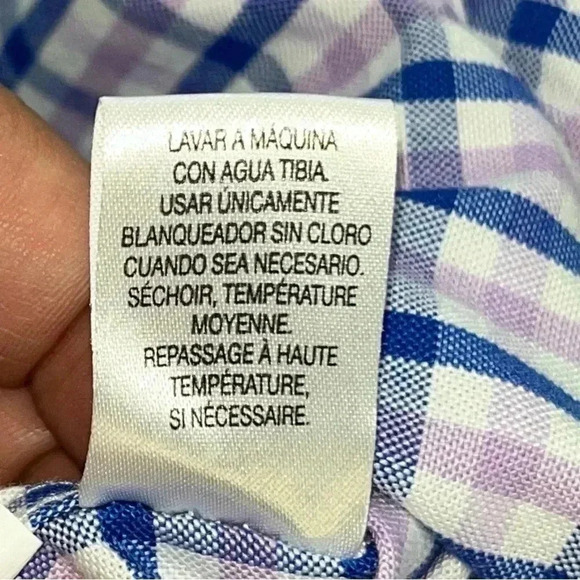 LAVAR A MÁQUINA
CON AGUA TIBIA.
USAR ÚNICAMENTE
BLANQUEADOR SIN CLORO
CUANDO SEA NECESARIO.
SÉCHOIR, TEMPÉRATURE
MOYENNE.
REPASSAGE À HAUTE
TEMPÉRATURE,
SI NÉCESSAIRE.